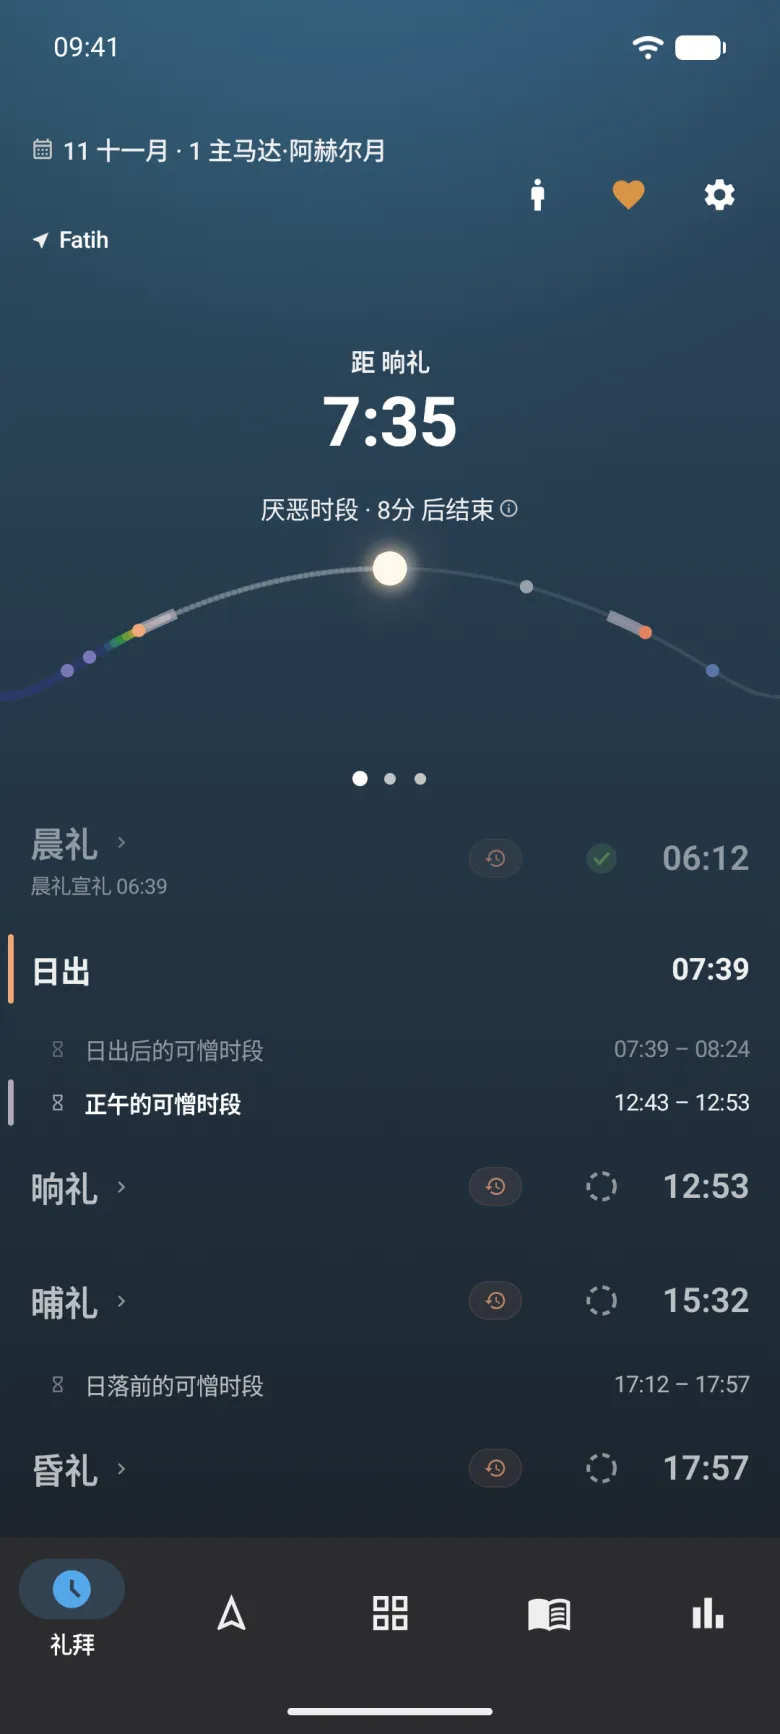 09:41
11 十一月 · 1 主马达·阿赫尔月
Fatih
距 晌礼
7:35
厌恶时段 · 8分 后结束
晨礼
06:12
晨礼宣礼 06:39
日出
07:39
日出后的可憎时段
07:39 – 08:24
正午的可憎时段
12:43 – 12:53
晌礼
12:53
晡礼
15:32
日落前的可憎时段
17:12 – 17:57
昏礼
17:57
礼拜